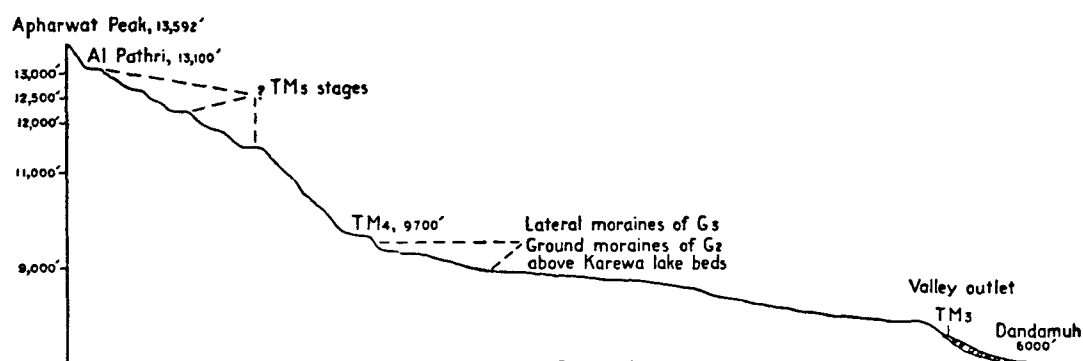 Apharwat Peak, 13,592′
Al Pathri, 13,100′
13,000′
12,500′
12,000′
11,000′
9,000′
? TM5 stages
TM4, 9700′
Lateral moraines of G3
Ground moraines of G2
above Karewa lake beds
Valley outlet
TM3
Dandamuh
6000′